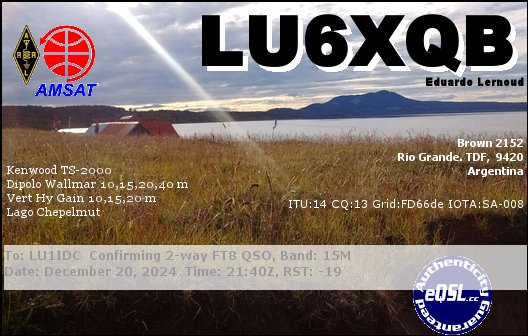 LU6XQB
Eduardo Lernoud
AMSAT
Brown 2152
Rio Grande. TDF, 9420
Argentina
Kenwood TS-2000
Dipolo Wallmar 10,15,20,40 m
Vert Hy Gain 10,15,20 m
Lago Chepelmut
ITU:14 CQ:13 Grid:FD66de IOTA:SA-008
To: LU1IDC Confirming 2-way FT8 QSO, Band: 15M
Date: December 20, 2024 Time: 21:40Z, RST: -19
Authenticity
eQSL.cc
Guaranteed